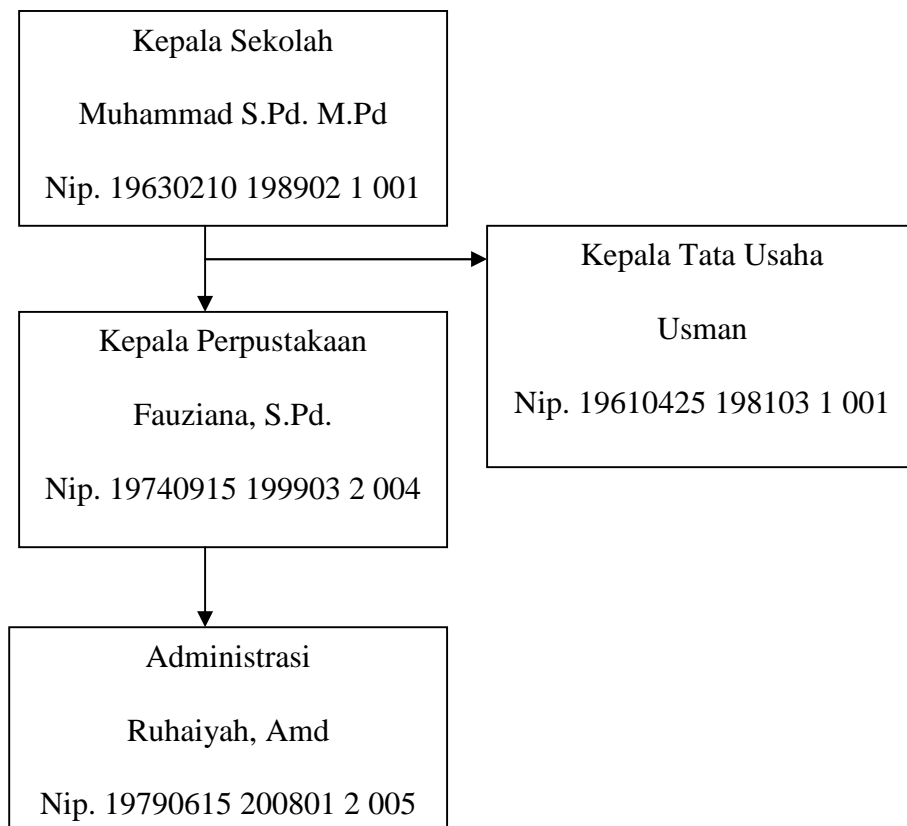 Kepala Sekolah
Muhammad S.Pd. M.Pd
Nip. 19630210 198902 1 001
Kepala Tata Usaha
Usman
Nip. 19610425 198103 1 001
Kepala Perpustakaan
Fauziana, S.Pd.
Nip. 19740915 199903 2 004
Administrasi
Ruhaiyah, Amd
Nip. 19790615 200801 2 005